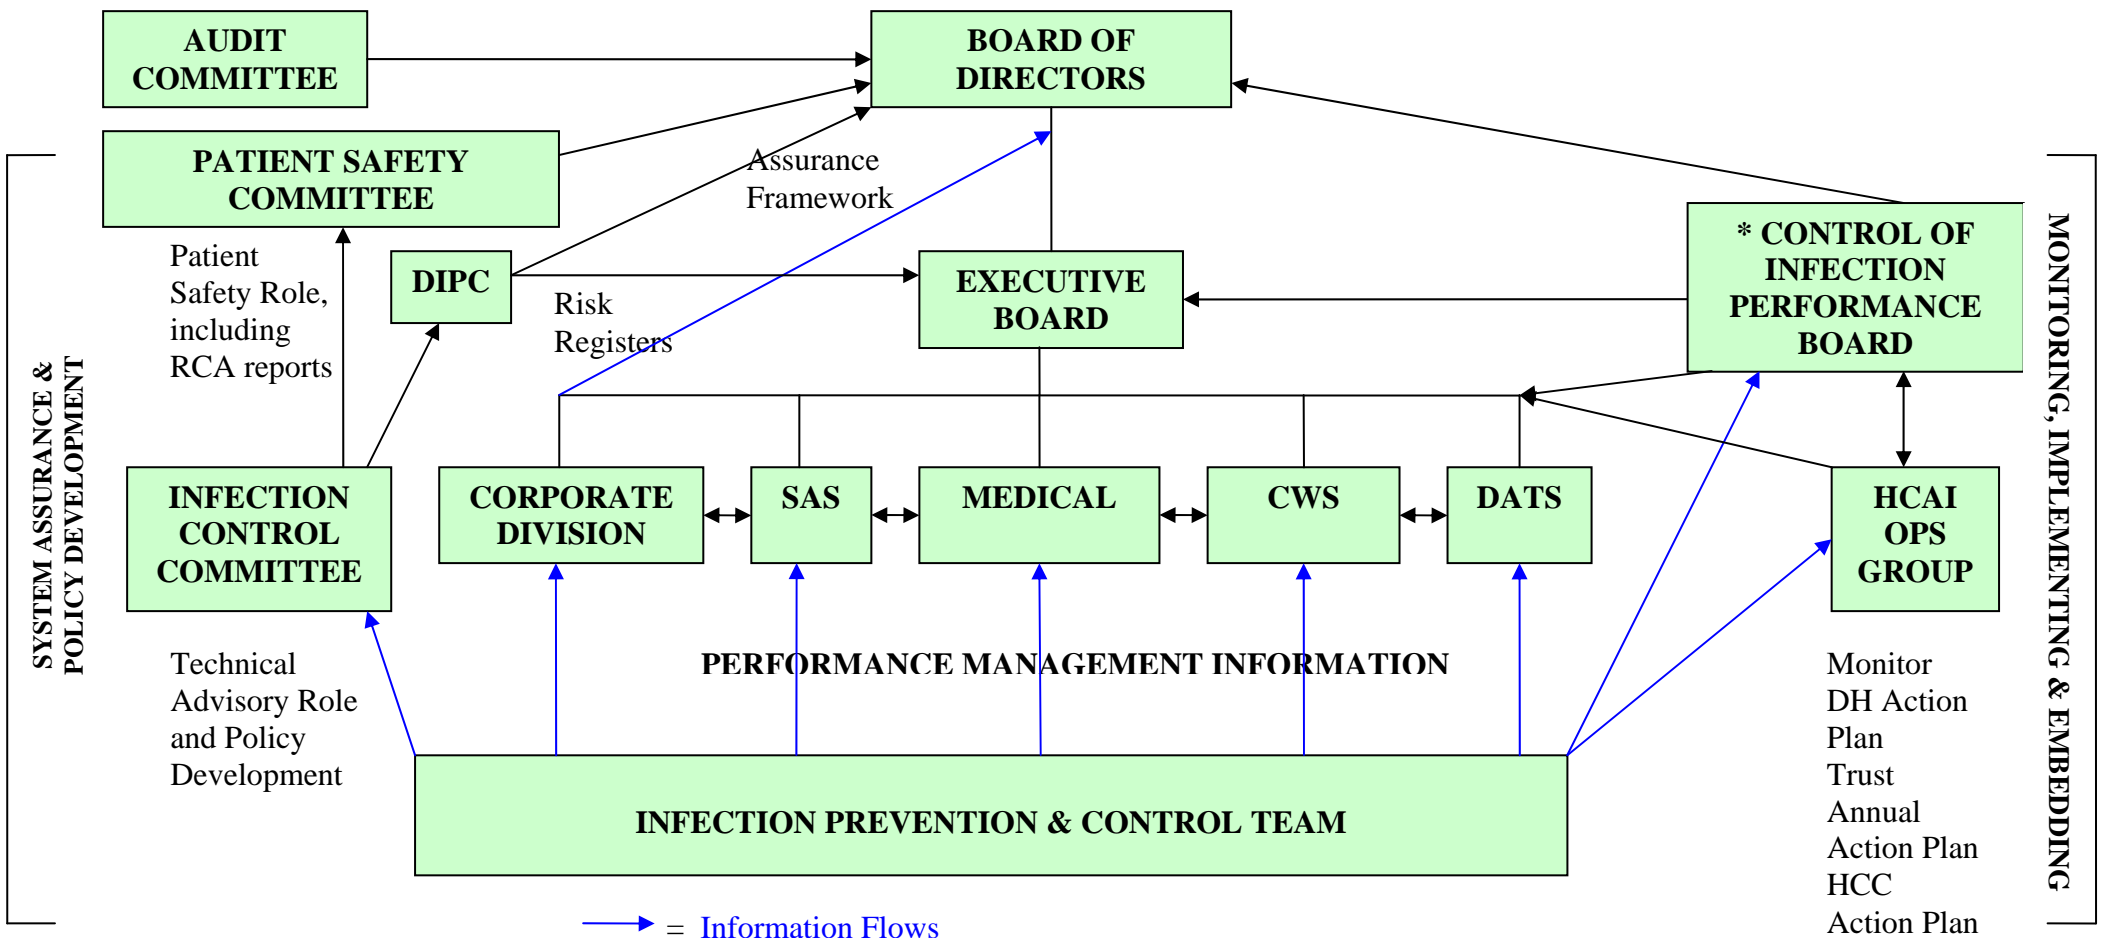 AUDIT
COMMITTEE
BOARD OF
DIRECTORS
PATIENT SAFETY
COMMITTEE
Assurance
Framework
* CONTROL OF
INFECTION
PERFORMANCE
BOARD
Patient
Safety Role,
including
RCA reports
DIPC
Risk
Registers
EXECUTIVE
BOARD
SYSTEM ASSURANCE &
POLICY DEVELOPMENT
MONITORING, IMPLEMENTING & EMBEDDING
INFECTION
CONTROL
COMMITTEE
CORPORATE
DIVISION
SAS
MEDICAL
CWS
DATS
HCAI
OPS
GROUP
Technical
Advisory Role
and Policy
Development
PERFORMANCE MANAGEMENT INFORMATION
Monitor
DH Action
Plan
Trust
Annual
Action Plan
HCC
Action Plan
INFECTION PREVENTION & CONTROL TEAM
= Information Flows